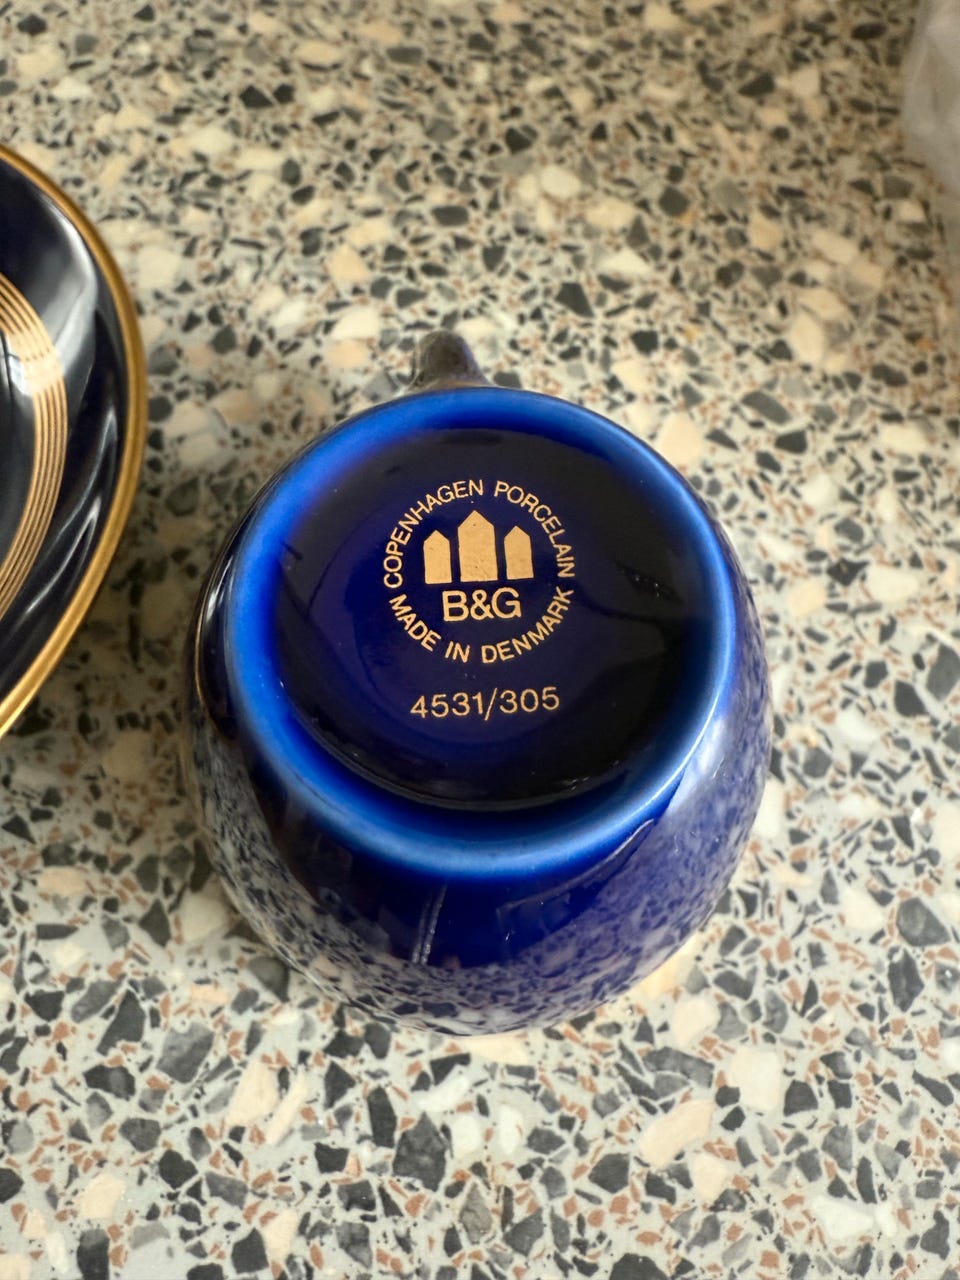 COPENHAGEN PORCELAIN
B&G
MADE IN DENMARK
4531/305